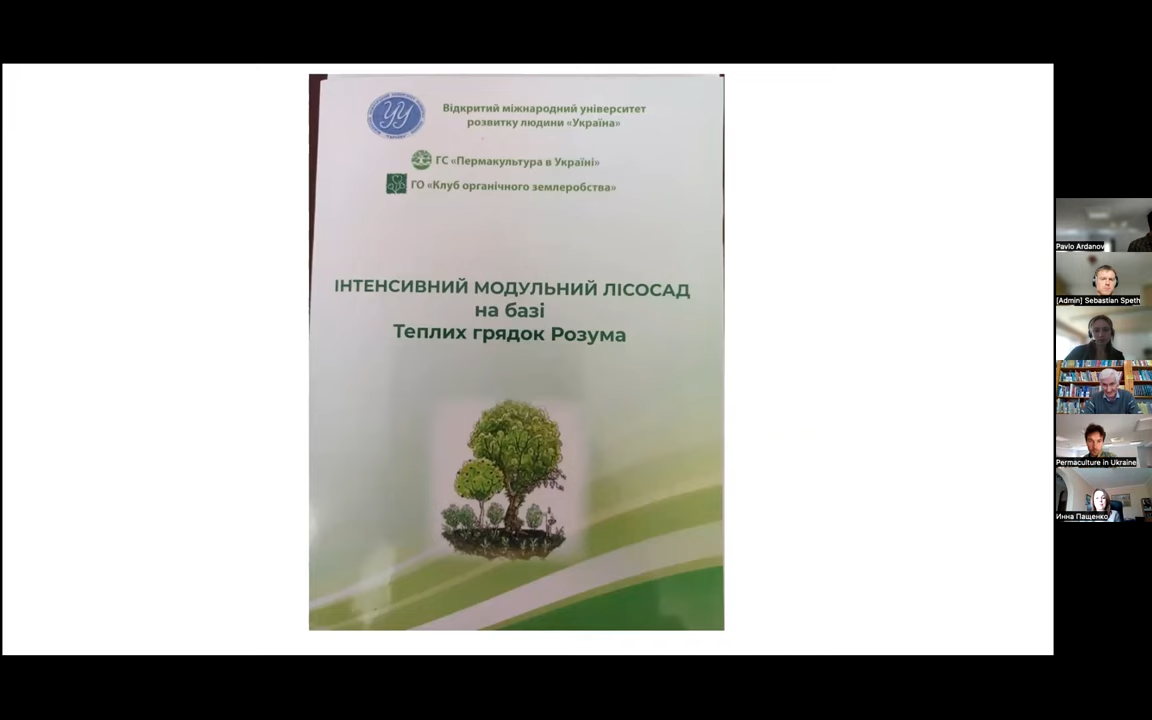 УУ
Відкритий міжнародний університет
розвитку людини «Україна»
ГС «Пермакультура в Україні»
ГО «Клуб органічного землеробства»
ІНТЕНСИВНИЙ МОДУЛЬНИЙ ЛІСОСАД
на базі
Теплих грядок Розума
Pavlo Ardanov
[Admin] Sebastian Speth
Permaculture in Ukraine
Инна Пащенко